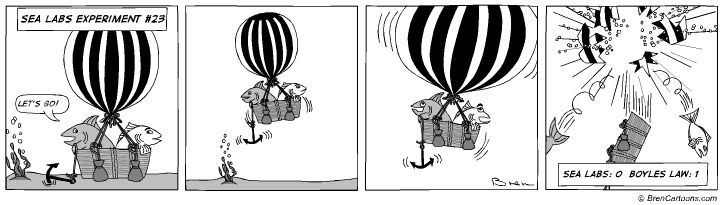 SEA LABS EXPERIMENT #23
LET'S GO!
Bren
SEA LABS: 0 BOYLES LAW: 1
© BrenCartoons.com